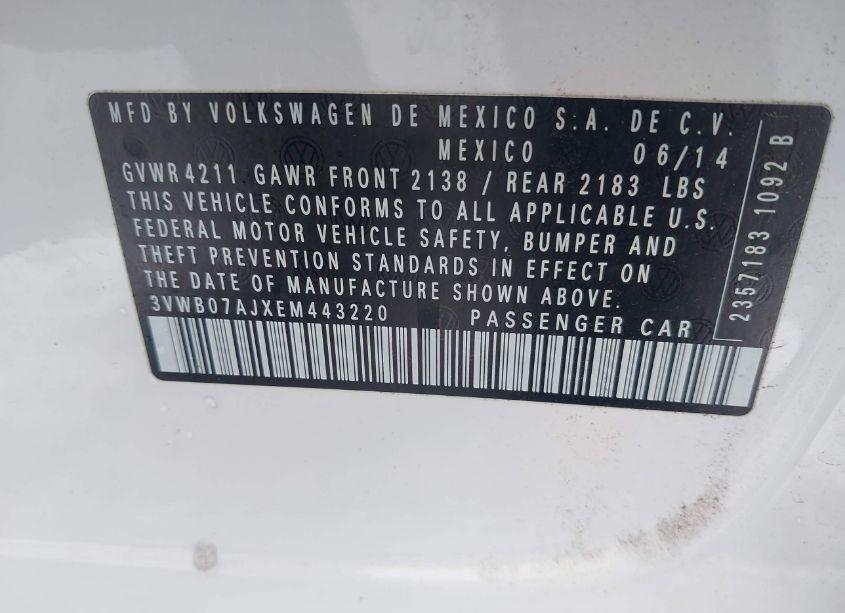 MFD BY VOLKSWAGEN DE MEXICO S.A. DE C.V.
MEXICO 06/14
GVWR 4211 GAWR FRONT 2138 / REAR 2183 LBS
THIS VEHICLE CONFORMS TO ALL APPLICABLE U.S.
FEDERAL MOTOR VEHICLE SAFETY, BUMPER AND
THEFT PREVENTION STANDARDS IN EFFECT ON
THE DATE OF MANUFACTURE SHOWN ABOVE.
3VWB07AJXEM443220 PASSENGER CAR
2357183 1092 B